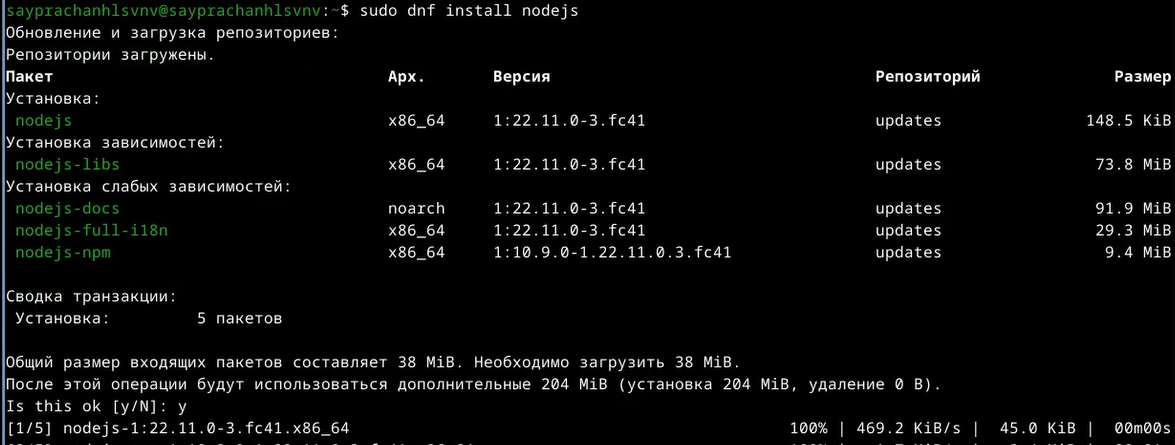 sayprachanhlsvnv@sayprachanhlsvnv:~$ sudo dnf install nodejs
Обновление и загрузка репозиториев:
Репозитории загружены.
Пакет Арх. Версия Репозиторий Размер
Установка:
nodejs x86_64 1:22.11.0-3.fc41 updates 148.5 KiB
Установка зависимостей:
nodejs-libs x86_64 1:22.11.0-3.fc41 updates 73.8 MiB
Установка слабых зависимостей:
nodejs-docs noarch 1:22.11.0-3.fc41 updates 91.9 MiB
nodejs-full-i18n x86_64 1:22.11.0-3.fc41 updates 29.3 MiB
nodejs-npm x86_64 1:10.9.0-1.22.11.0.3.fc41 updates 9.4 MiB
Сводка транзакции:
Установка: 5 пакетов
Общий размер входящих пакетов составляет 38 MiB. Необходимо загрузить 38 MiB.
После этой операции будут использоваться дополнительные 204 MiB (установка 204 MiB, удаление 0 B).
Is this ok [y/N]: y
[1/5] nodejs-1:22.11.0-3.fc41.x86_64 100% | 469.2 KiB/s | 45.0 KiB | 00m00s